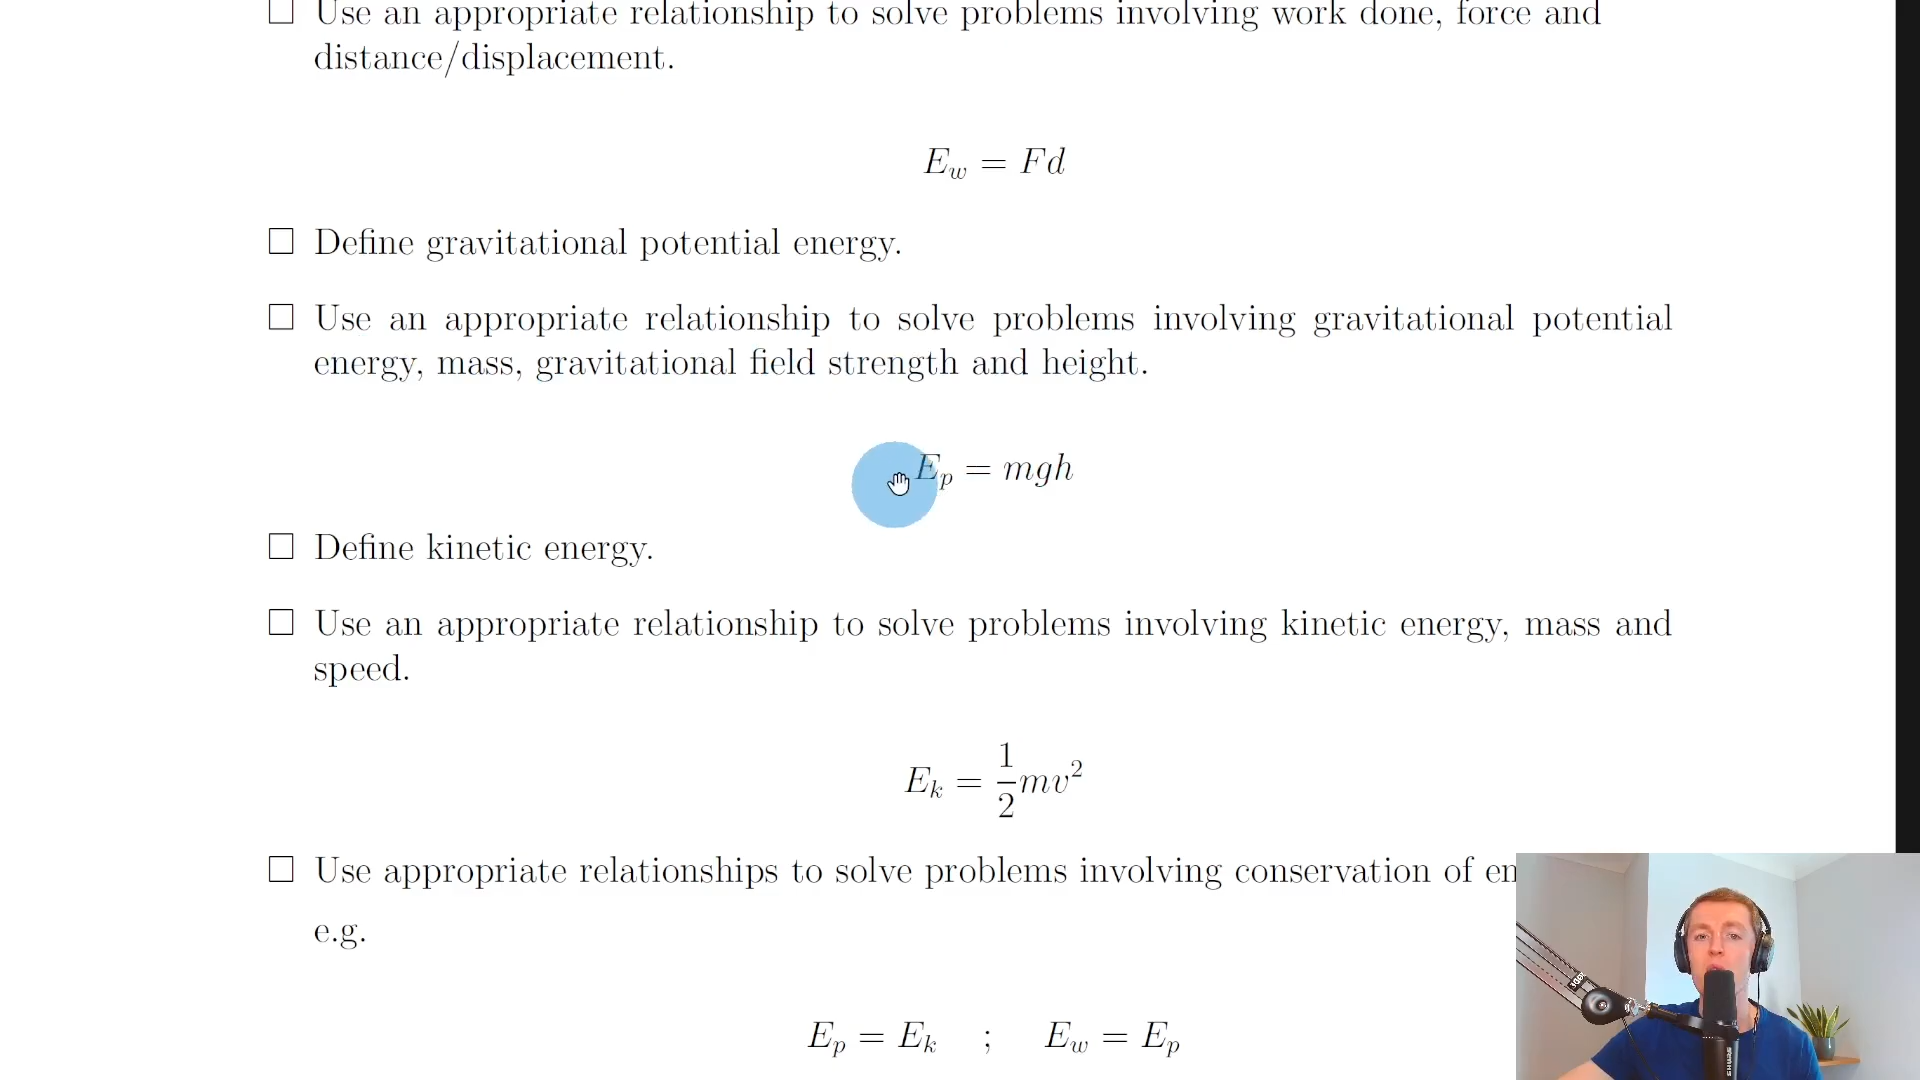 ☐ Use an appropriate relationship to solve problems involving work done, force and
distance/displacement.
E_w = Fd
☐ Define gravitational potential energy.
☐ Use an appropriate relationship to solve problems involving gravitational potential
energy, mass, gravitational field strength and height.
E_p = mgh
☐ Define kinetic energy.
☐ Use an appropriate relationship to solve problems involving kinetic energy, mass and
speed.
E_k = \frac{1}{2}mv^2
☐ Use appropriate relationships to solve problems involving conservation of en
e.g.
E_p = E_k ; E_w = E_p